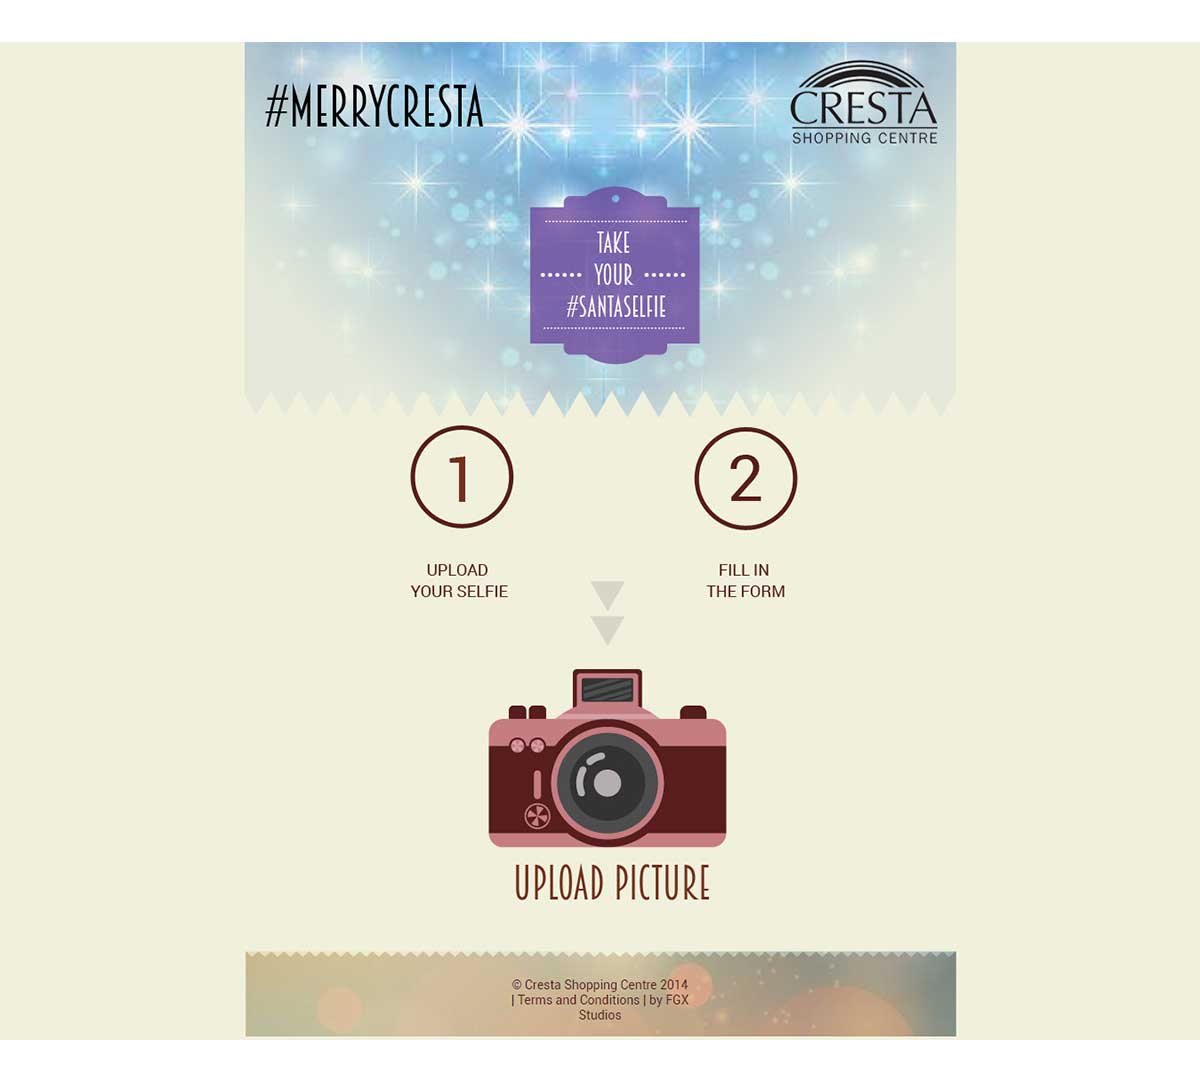 #MERRYCRESTA
CRESTA
SHOPPING CENTRE
TAKE
YOUR
#SANTASELFIE
1
UPLOAD
YOUR SELFIE
2
FILL IN
THE FORM
UPLOAD PICTURE
© Cresta Shopping Centre 2014
| Terms and Conditions | by FGX
Studios